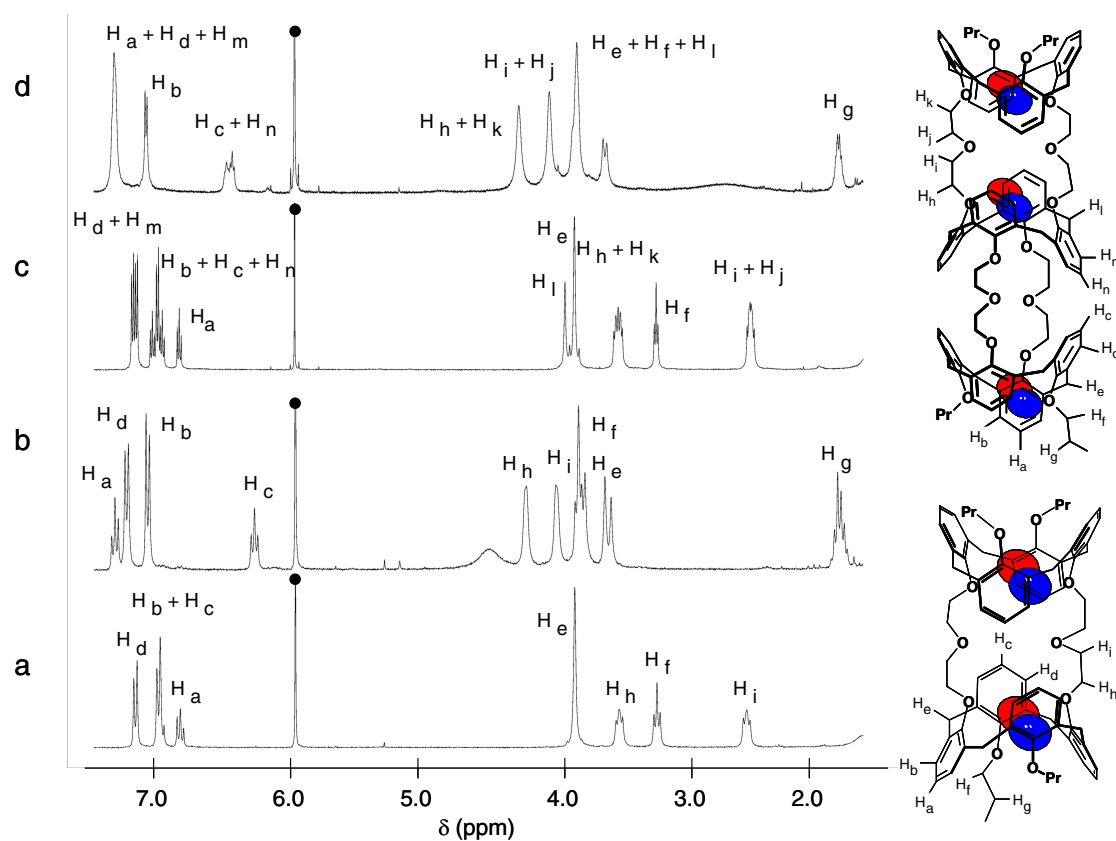 d
H a + H d + H m
H b
H c + H n
H h + H k
H i + H j
H e + H f + H l
H g
c
H d + H m
H b + H c + H n
H a
H l
H e
H h + H k
H f
H i + H j
b
H a
H d
H b
H c
H h
H i
H f
H e
H g
a
H d
H b + H c
H a
H e
H h
H f
H i
7.0 6.0 5.0 4.0 3.0 2.0
δ (ppm)
Pr
O
Pr
O
H k
O
O
H j
O
O
H i
H h
O
O
H l
O
O
H n
O
O
H c
O
O
H e
Pr
O
O
H f
H b
H a
H g
Pr
O
Pr
O
O
O
O
O
H c
H i
H d
H h
H e
O
O
O
O
Pr
H b
H a
H f
H g